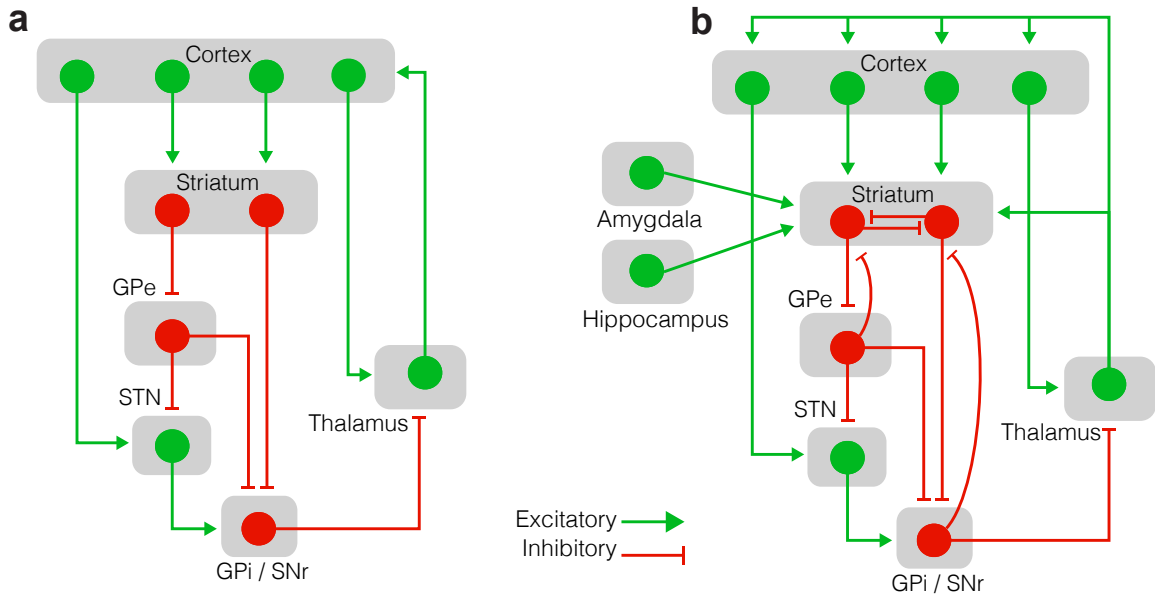 a
Cortex
Striatum
GPe
STN
Thalamus
GPi / SNr
Excitatory
Inhibitory
b
Cortex
Amygdala
Striatum
Hippocampus
GPe
STN
Thalamus
GPi / SNr